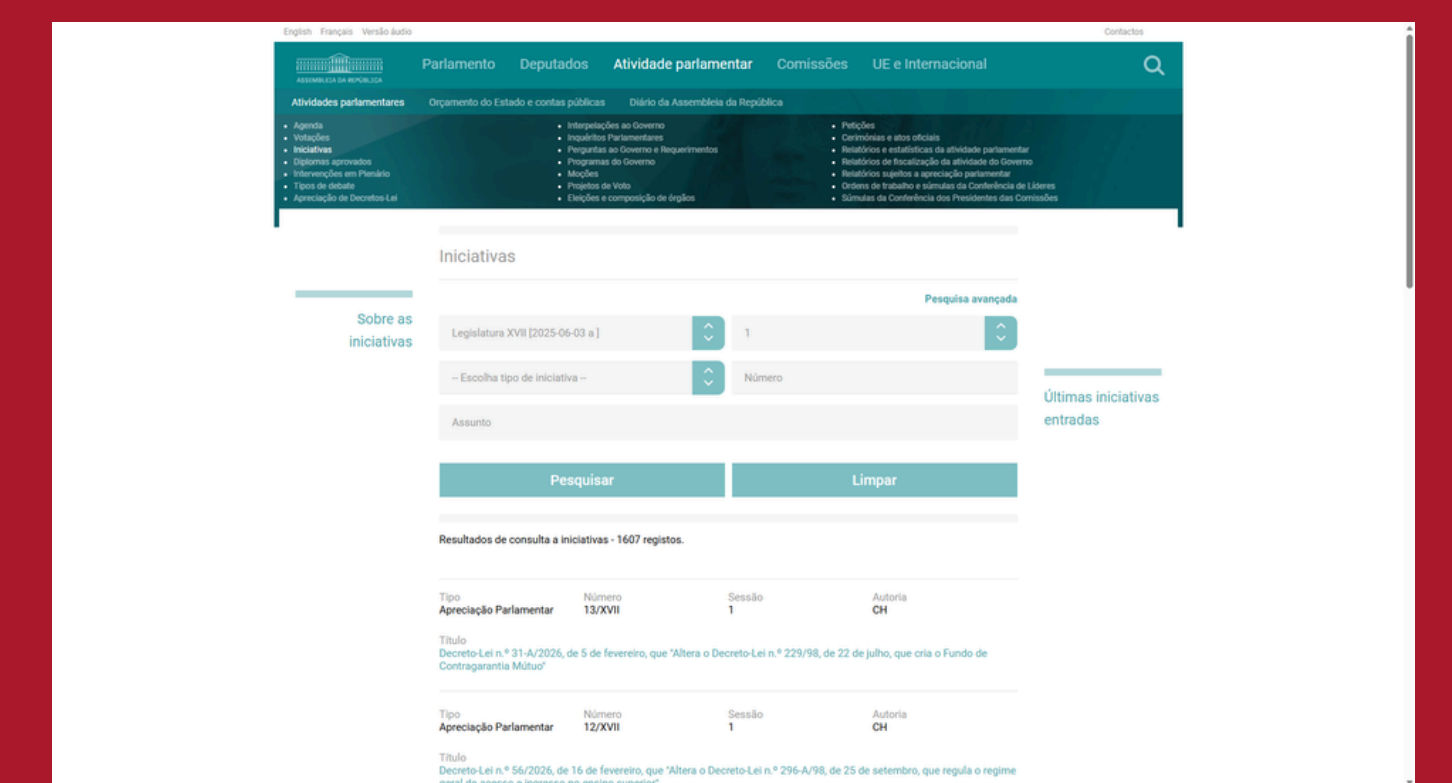 English Français Versão áudio
Contactos
ASSEMBLEIA DA REPÚBLICA
Parlamento Deputados Atividade parlamentar Comissões UE e Internacional
Atividades parlamentares Orçamento do Estado e contas públicas Diário da Assembleia da República
• Agenda
• Votações
• Iniciativas
• Diplomas aprovados
• Intervenções em Plenário
• Tipos de debate
• Apreciação de Decretos-Lei
• Interpelações ao Governo
• Inquéritos Parlamentares
• Perguntas ao Governo e Requerimentos
• Programas do Governo
• Moções
• Projetos de Voto
• Eleições e composição de órgãos
• Petições
• Cerimónias e atos oficiais
• Relatórios e estatísticas da atividade parlamentar
• Relatórios de fiscalização da atividade do Governo
• Relatórios sujeitos a apreciação parlamentar
• Ordens de trabalho e súmulas da Conferência de Líderes
• Súmulas da Conferência dos Presidentes das Comissões
Iniciativas
Sobre as
iniciativas
Pesquisa avançada
Legislatura XVII [2025-06-03 a ]
1
-- Escolha tipo de iniciativa --
Número
Assunto
Últimas iniciativas
entradas
Pesquisar
Limpar
Resultados de consulta a iniciativas - 1607 registos.
Tipo Número Sessão Autoria
Apreciação Parlamentar 13/XVII 1 CH
Título
Decreto-Lei n.º 31-A/2026, de 5 de fevereiro, que "Altera o Decreto-Lei n.º 229/98, de 22 de julho, que cria o Fundo de
Contragarantia Mútuo"
Tipo Número Sessão Autoria
Apreciação Parlamentar 12/XVII 1 CH
Título
Decreto-Lei n.º 56/2026, de 16 de fevereiro, que "Altera o Decreto-Lei n.º 296-A/98, de 25 de setembro, que regula o regime
geral de acesso e ingresso no ensino superior"